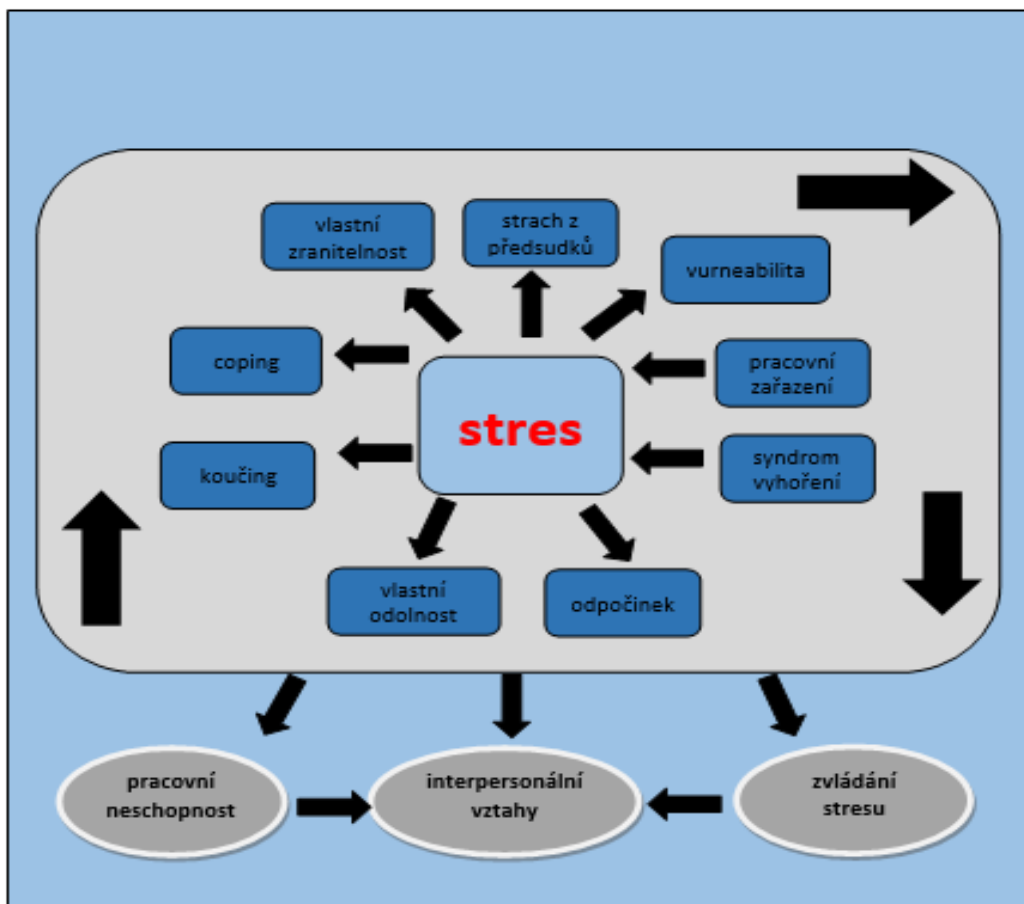 vlastní
zranitelnost
strach z
předsudků
vurneabilita
coping
pracovní
zařazení
stres
koučing
syndrom
vyhoření
vlastní
odolnost
odpočinek
pracovní
neschopnost
interpersonální
vztahy
zvládání
stresu